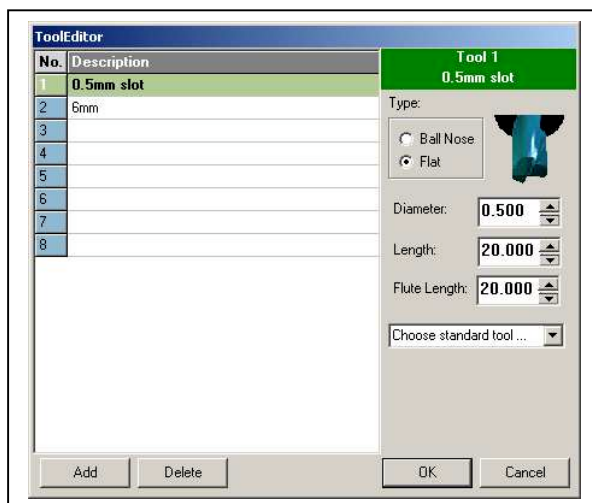 ToolEditor
No. Description
1 0.5mm slot
2 6mm
3
4
5
6
7
8
Add Delete
Tool 1
0.5mm slot
Type:
Ball Nose
Flat
Diameter: 0.500
Length: 20.000
Flute Length: 20.000
Choose standard tool ...
OK Cancel